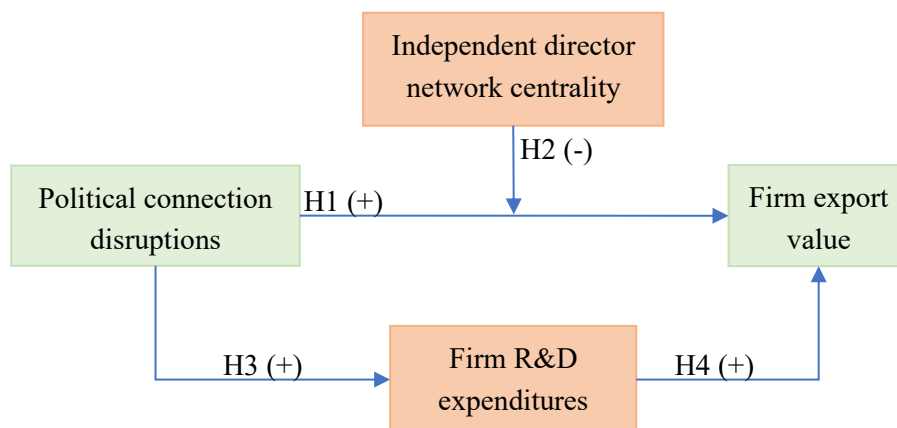 Independent director
network centrality
H2 (-)
Political connection
disruptions
H1 (+)
Firm export
value
H3 (+)
Firm R&D
expenditures
H4 (+)